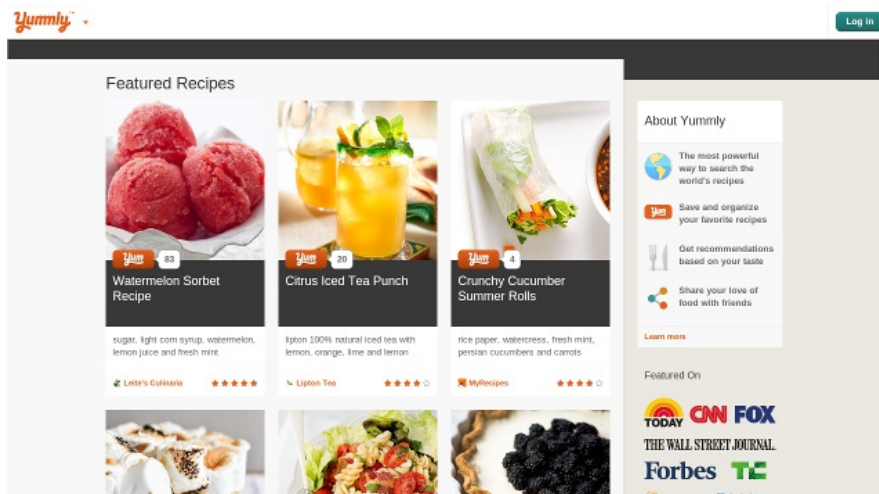 Yummly™
Log in
Featured Recipes
Yum 83
Watermelon Sorbet
Recipe
sugar, light corn syrup, watermelon,
lemon juice and fresh mint
Leite's Culinaria
Yum 20
Citrus Iced Tea Punch
lipton 100% natural iced tea with
lemon, orange, lime and lemon
Lipton Tea
Yum 4
Crunchy Cucumber
Summer Rolls
rice paper, watercress, fresh mint,
persian cucumbers and carrots
MyRecipes
About Yummly
The most powerful
way to search the
world's recipes
Yum
Save and organize
your favorite recipes
Get recommendations
based on your taste
Share your love of
food with friends
Learn more
Featured On
TODAY CNN FOX
THE WALL STREET JOURNAL.
Forbes TC